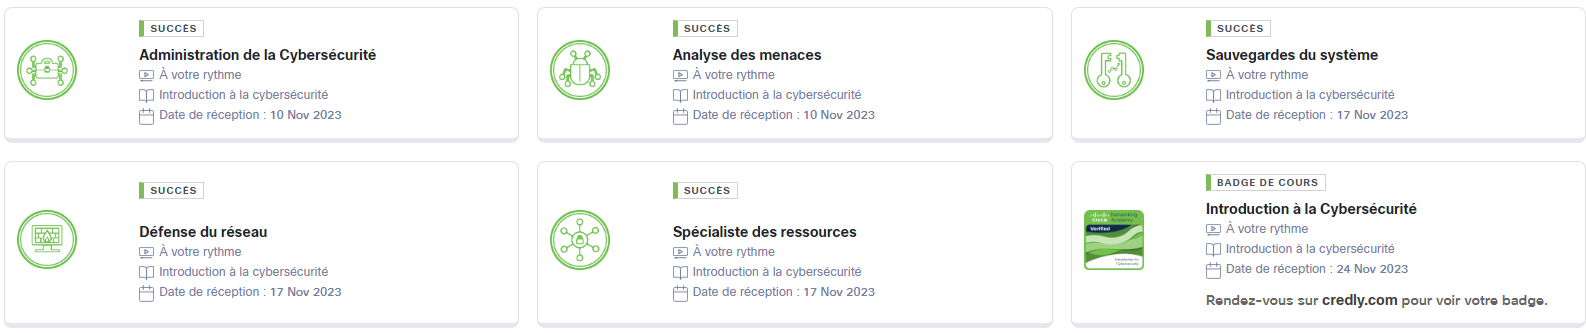 SUCCÈS
Administration de la Cybersécurité
À votre rythme
Introduction à la cybersécurité
Date de réception : 10 Nov 2023
SUCCÈS
Analyse des menaces
À votre rythme
Introduction à la cybersécurité
Date de réception : 10 Nov 2023
SUCCÈS
Sauvegardes du système
À votre rythme
Introduction à la cybersécurité
Date de réception : 17 Nov 2023
SUCCÈS
Défense du réseau
À votre rythme
Introduction à la cybersécurité
Date de réception : 17 Nov 2023
SUCCÈS
Spécialiste des ressources
À votre rythme
Introduction à la cybersécurité
Date de réception : 17 Nov 2023
CISCO
Networking
Academy
Verified
Introduction to
Cybersecurity
BADGE DE COURS
Introduction à la Cybersécurité
À votre rythme
Introduction à la cybersécurité
Date de réception : 24 Nov 2023
Rendez-vous sur credly.com pour voir votre badge.